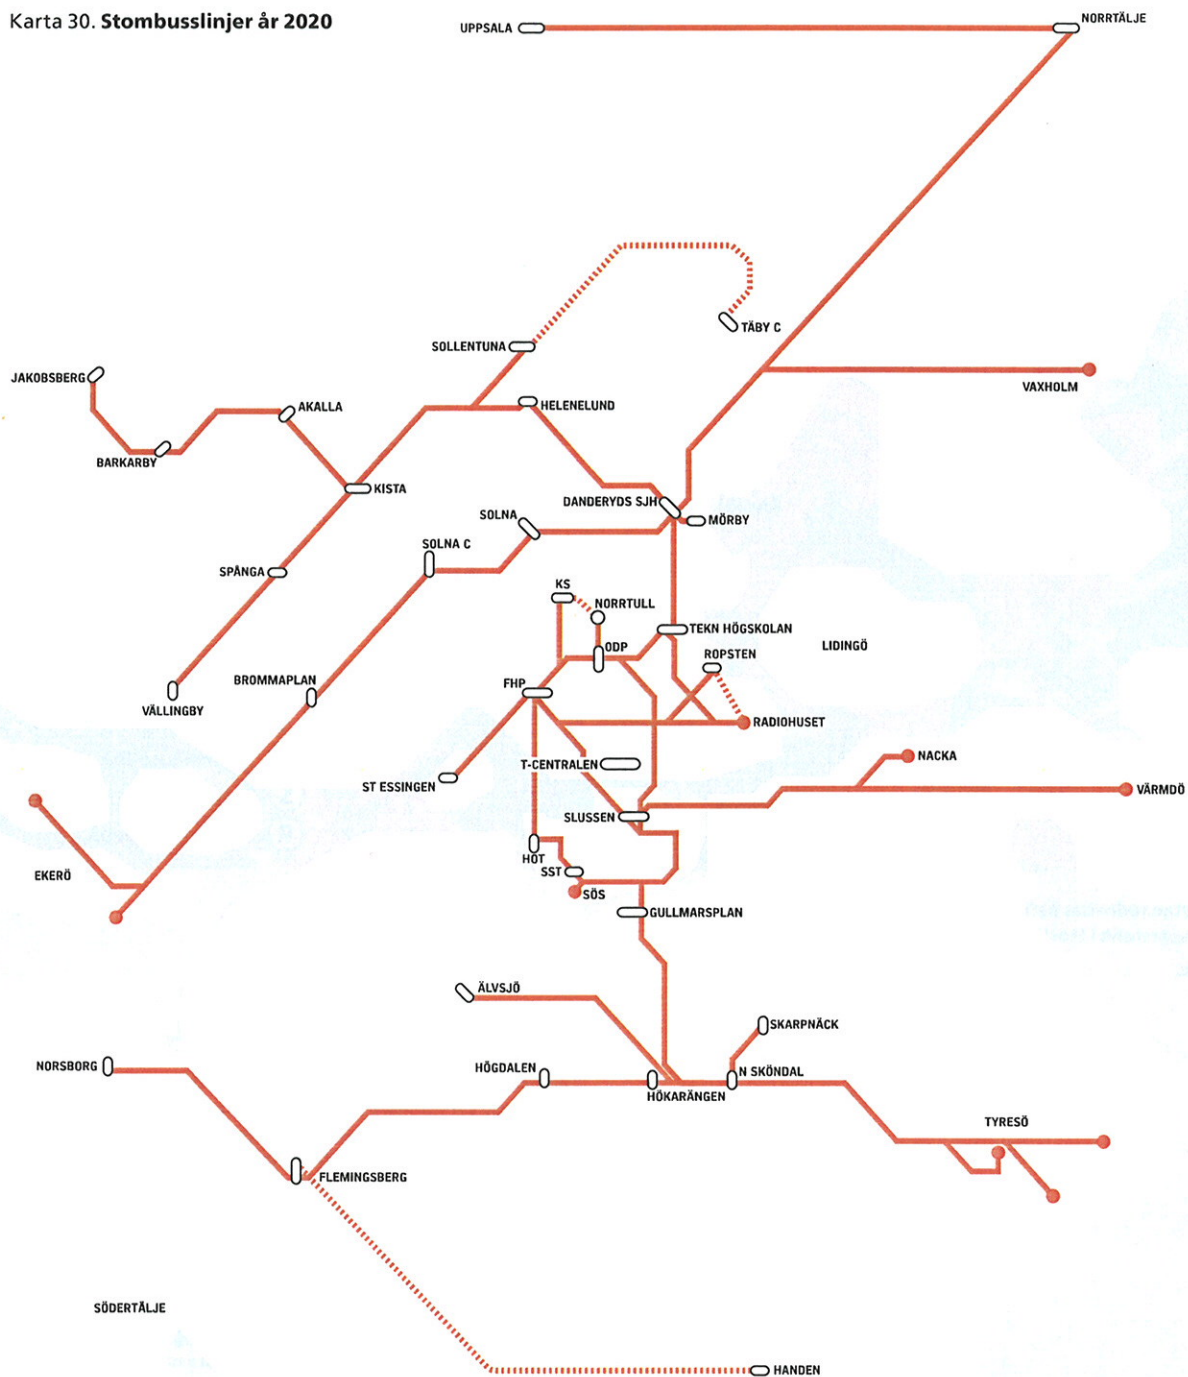 Karta 30. Stombusslinjer år 2020
UPPSALA
NORRTÄLJE
TÄBY C
SOLLENTUNA
JAKOBSBERG
VAXHOLM
AKALLA
HELENELUND
BARKARBY
KISTA
DANDERYDS SJH
SOLNA
MÖRBY
SOLNA C
SPÅNGA
KS
NORRTULL
TEKN HÖGSKOLAN
LIDINGÖ
ODP
ROPSTEN
BROMMAPLAN
FHP
VÄLLINGBY
RADIOHUSET
NACKA
T-CENTRALEN
ST ESSINGEN
VÄRMDÖ
SLUSSEN
HÖT
SST
EKERÖ
SÖS
GULLMARSPLAN
ÄLVSJÖ
SKARPNÄCK
NORSBORG
HÖGDALEN
N SKÖNDAL
HÖKARÄNGEN
TYRESÖ
FLEMINGSBERG
SÖDERTÄLJE
HANDEN